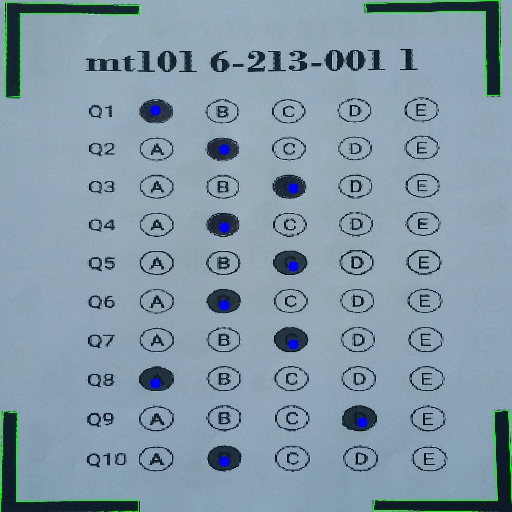 mt101 6-213-001 1
Q1 B C D E
Q2 A C D E
Q3 A B D E
Q4 A C D E
Q5 A B D E
Q6 A C D E
Q7 A B D E
Q8 A B C D E
Q9 A B C D E
Q10 A C D E